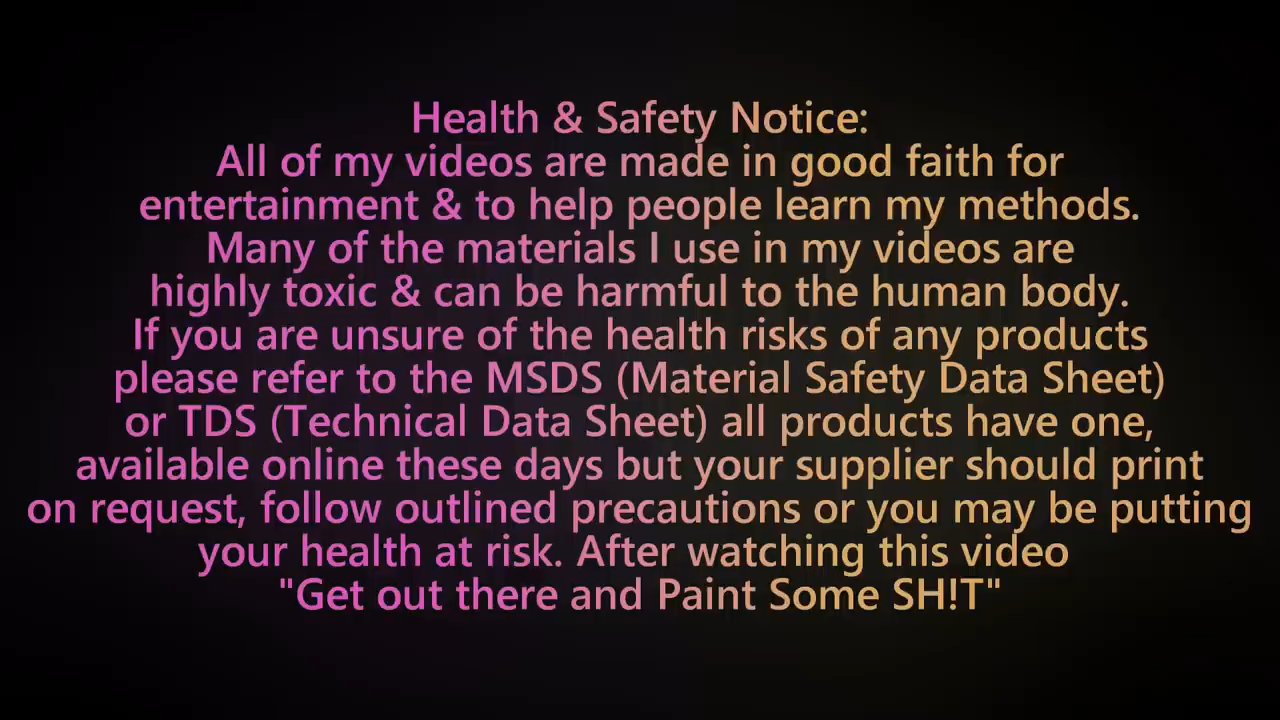 Health & Safety Notice:
All of my videos are made in good faith for
entertainment & to help people learn my methods.
Many of the materials I use in my videos are
highly toxic & can be harmful to the human body.
If you are unsure of the health risks of any products
please refer to the MSDS (Material Safety Data Sheet)
or TDS (Technical Data Sheet) all products have one,
available online these days but your supplier should print
on request, follow outlined precautions or you may be putting
your health at risk. After watching this video
"Get out there and Paint Some SH!T"